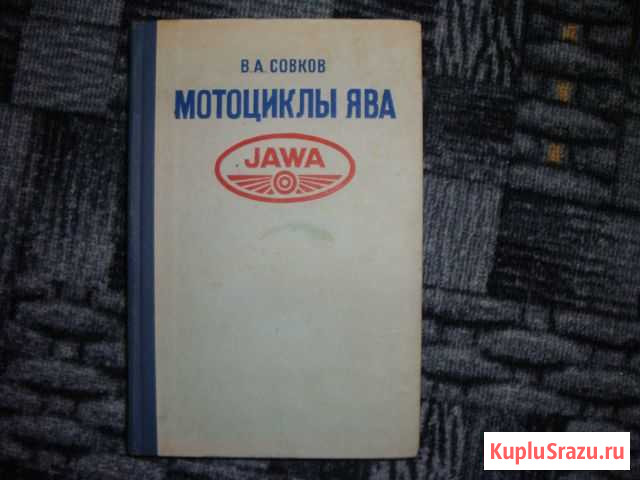 В.А. СОВКОВ
МОТОЦИКЛЫ ЯВА
JAWA
KupluSrazu.ru